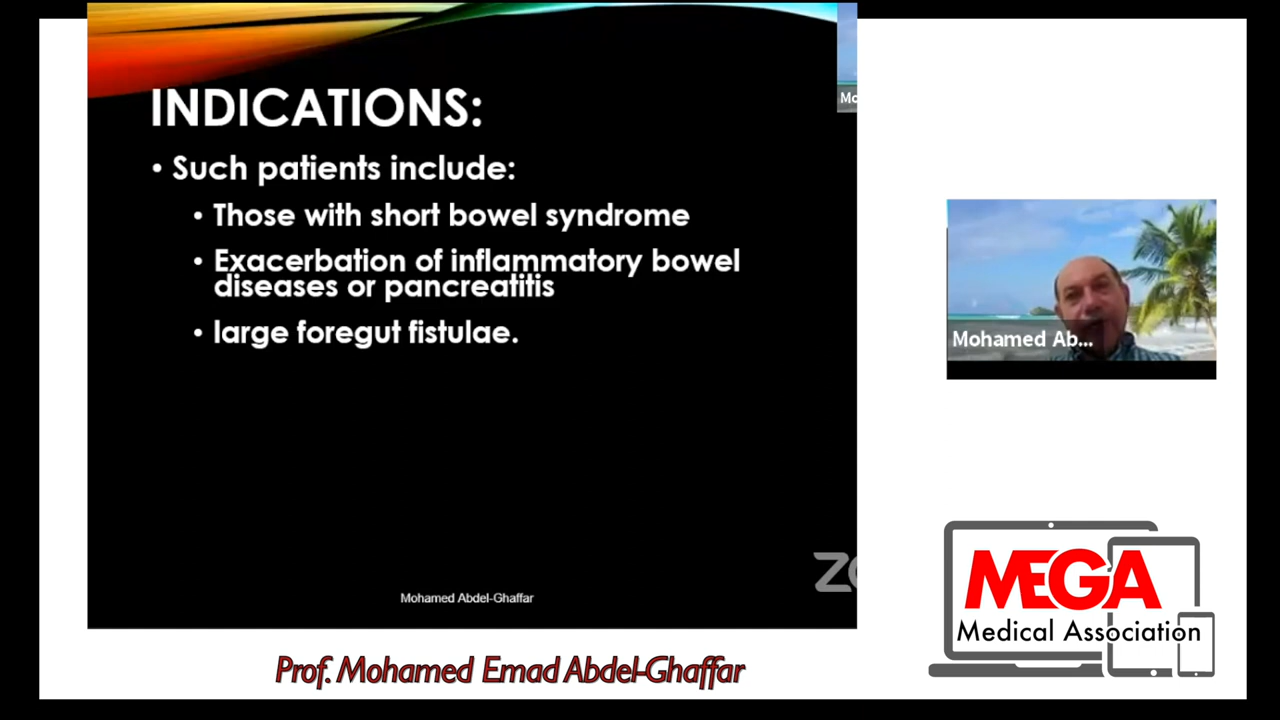 INDICATIONS:
• Such patients include:
• Those with short bowel syndrome
• Exacerbation of inflammatory bowel
diseases or pancreatitis
• large foregut fistulae.
Mohamed Abdel-Ghaffar
Prof. Mohamed Emad Abdel-Ghaffar
Mohamed Ab...
MEGA
Medical Association